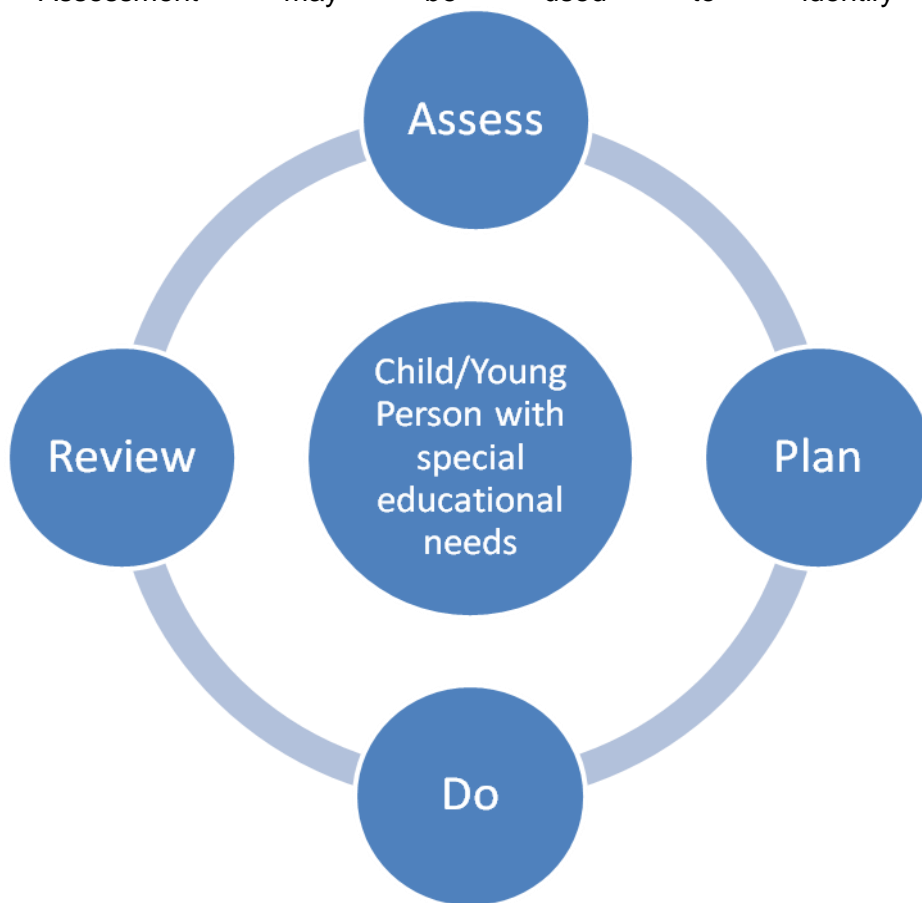 Assessment may be used to identify
Assess
Child/Young
Person with
special
educational
needs
Review
Plan
Do